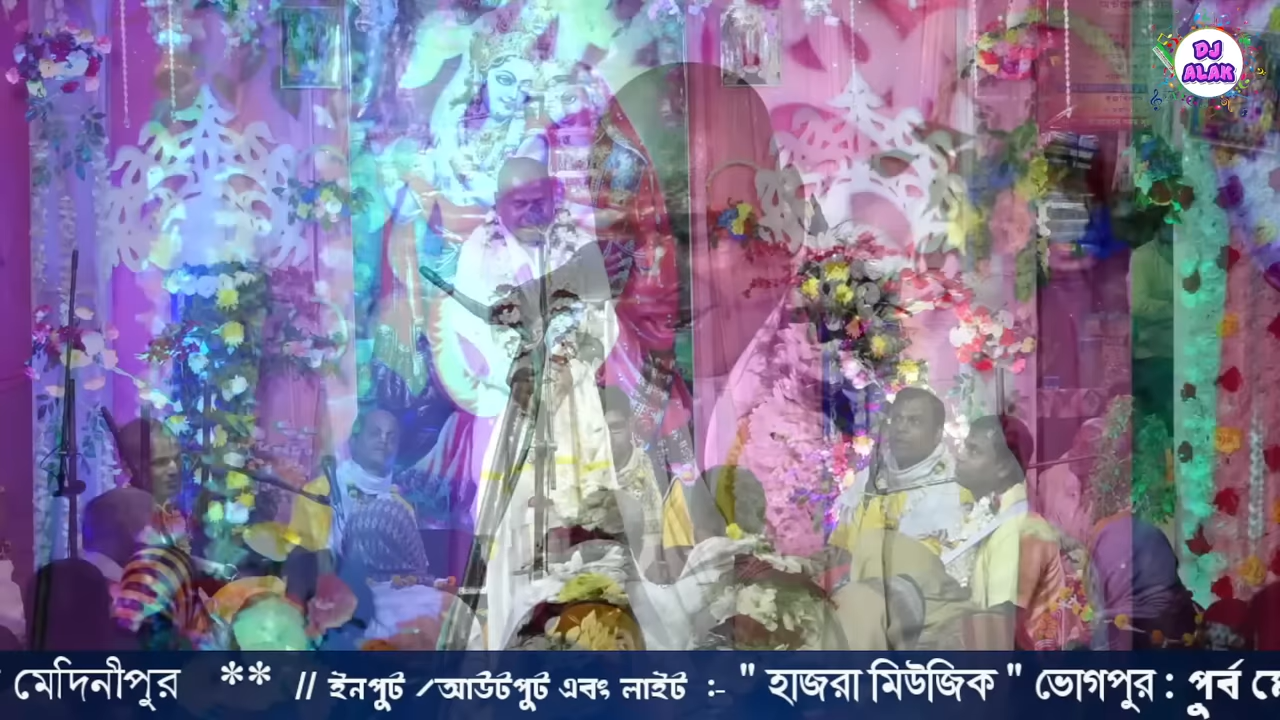 DJ
ALAK
মেদিনীপুর ** // ইনপুট /আউটপুট এবং লাইট :- " হাজরা মিউজিক " ভোগপুর : পুর্ব